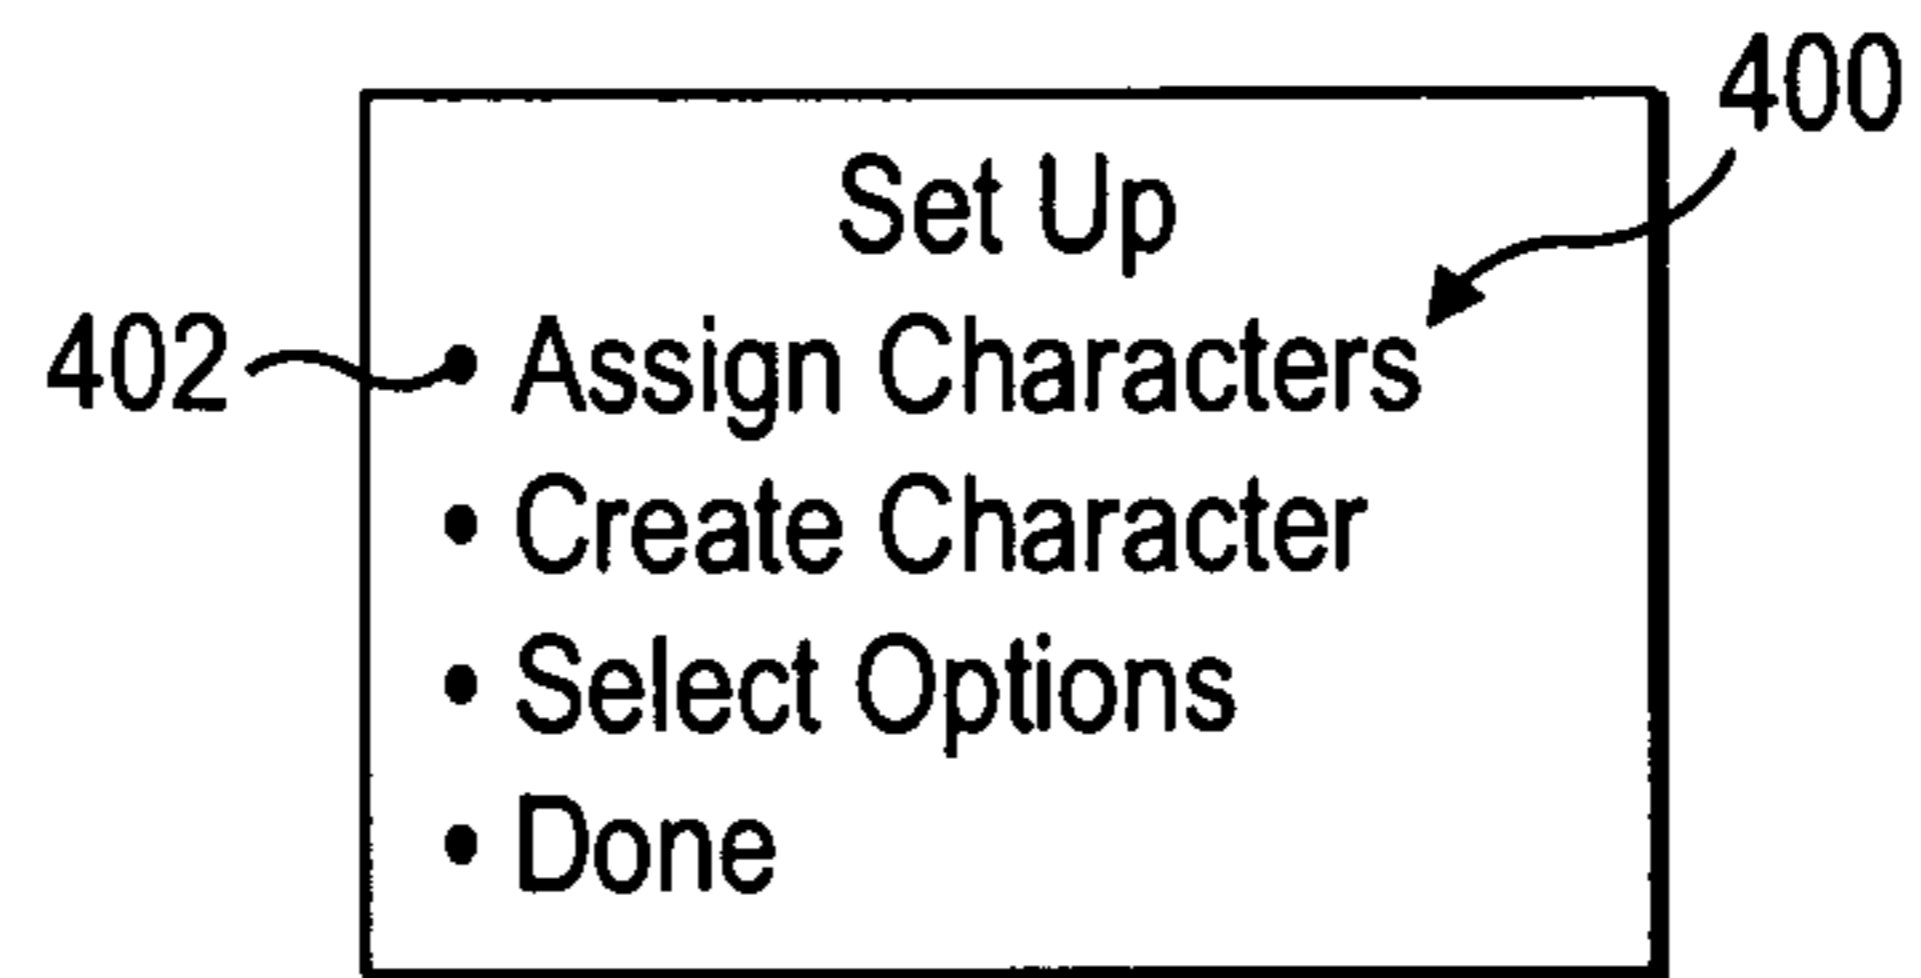 400
Set Up
402
• Assign Characters
• Create Character
• Select Options
• Done